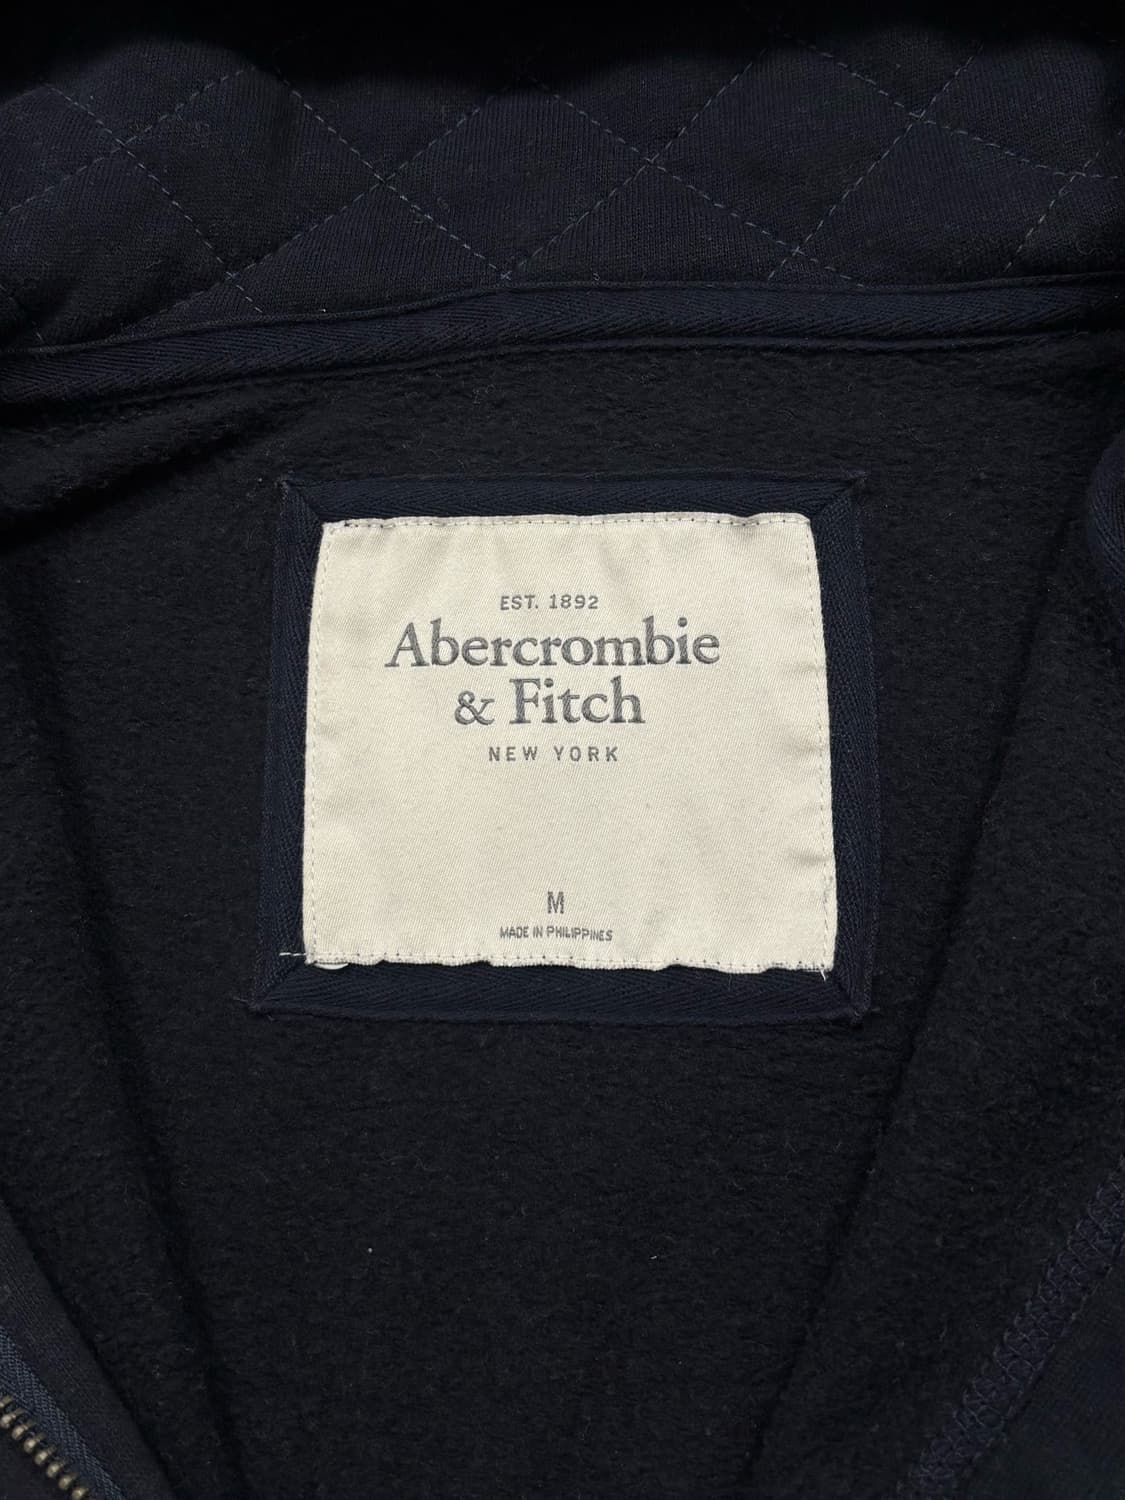 EST. 1892
Abercrombie
& Fitch
NEW YORK
M
MADE IN PHILIPPINES